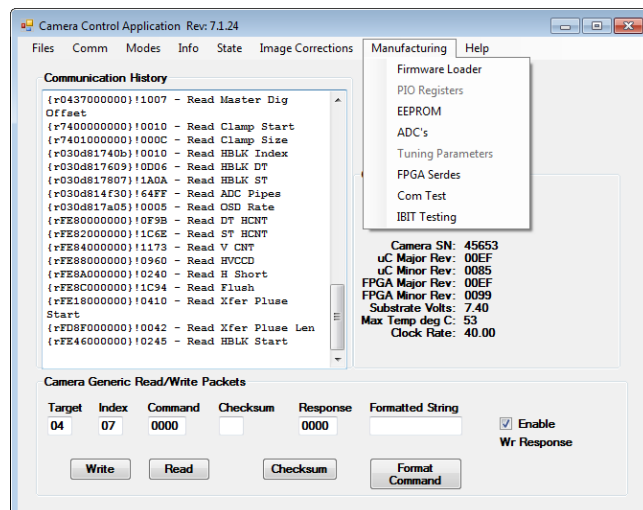 Camera Control Application Rev: 7.1.24
Files Comm Modes Info State Image Corrections Manufacturing Help
Firmware Loader
PIO Registers
EEPROM
ADC's
Tuning Parameters
FPGA Serdes
Com Test
IBIT Testing
Communication History
{r0437000000}!1007 - Read Master Dig
Offset
{r7400000000}!0010 - Read Clamp Start
{r7401000000}!000C - Read Clamp Size
{r030d81740b}!0010 - Read HBLK Index
{r030d817609}!0D06 - Read HBLK DT
{r030d817807}!1A0A - Read HBLK ST
{r030d814f30}!64FF - Read ADC Pipes
{r030d817a05}!0005 - Read OSD Rate
{rFE80000000}!0F9B - Read DT HCNT
{rFE82000000}!1C6E - Read ST HCNT
{rFE84000000}!1173 - Read V CNT
{rFE88000000}!0960 - Read HVCCD
{rFE8A000000}!0240 - Read H Short
{rFE8C000000}!1C94 - Read Flush
{rFE18000000}!0410 - Read Xfer Pluse
Start
{rFD8F000000}!0042 - Read Xfer Pluse Len
{rFE46000000}!0245 - Read HBLK Start
Camera SN: 45653
uC Major Rev: 00EF
uC Minor Rev: 0085
FPGA Major Rev: 00EC
FPGA Minor Rev: 0099
Substrate Volts: 7.40
Max Temp deg C: 53
Clock Rate: 40.00
Camera Generic Read/Write Packets
Target Index Command Checksum Response Formatted String
04 07 0000 0000
Enable
Wr Response
Write Read Checksum Format
Command